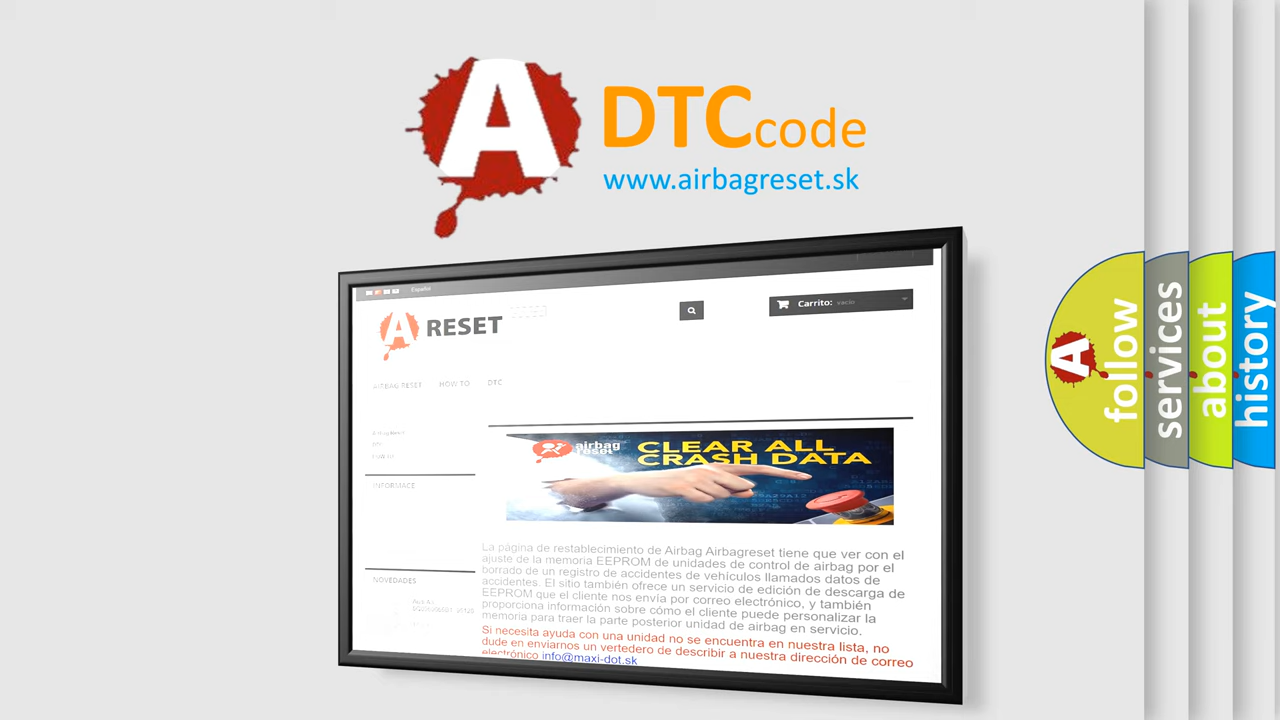 A
DTCcode
www.airbagreset.sk
Español
A RESET
Carrito: vacío
AIRBAG RESET HOW TO DTC
INFORMACE
NOVEDADES
airbag
reset
CLEAR ALL
CRASH DATA
La página de restablecimiento de Airbag Airbagreset tiene que ver con el
ajuste de la memoria EEPROM de unidades de control de airbag por el
borrado de un registro de accidentes de vehículos llamados datos de
accidentes. El sitio también ofrece un servicio de edición de descarga de
EEPROM que el cliente nos envía por correo electrónico, y también
proporciona información sobre cómo el cliente puede personalizar la
memoria para traer la parte posterior unidad de airbag en servicio.
Si necesita ayuda con una unidad no se encuentra en nuestra lista, no
dude en enviarnos un vertedero de describir a nuestra dirección de correo
electrónico info@maxi-dot.sk
A
follow
services
about
history